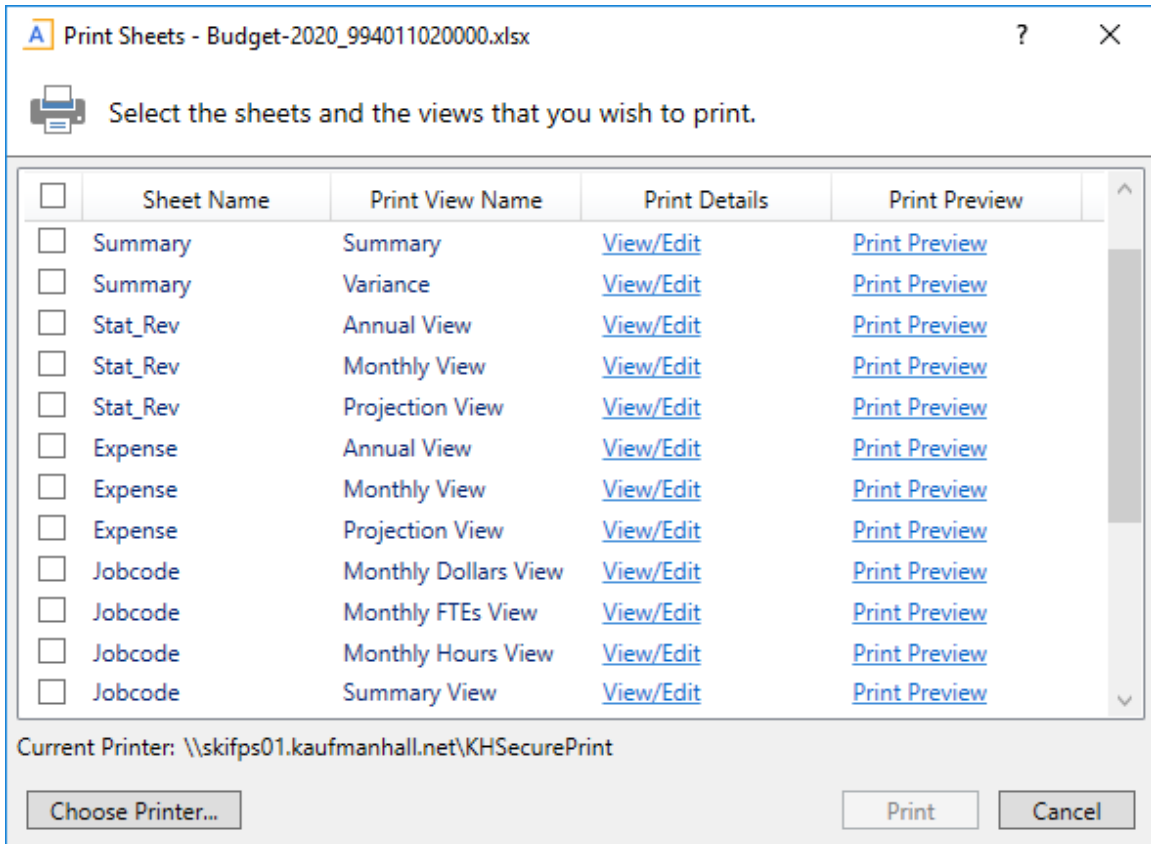 A Print Sheets - Budget-2020_994011020000.xlsx ?
Select the sheets and the views that you wish to print.
Sheet Name Print View Name Print Details Print Preview
Summary Summary View/Edit Print Preview
Summary Variance View/Edit Print Preview
Stat_Rev Annual View View/Edit Print Preview
Stat_Rev Monthly View View/Edit Print Preview
Stat_Rev Projection View View/Edit Print Preview
Expense Annual View View/Edit Print Preview
Expense Monthly View View/Edit Print Preview
Expense Projection View View/Edit Print Preview
Jobcode Monthly Dollars View View/Edit Print Preview
Jobcode Monthly FTEs View View/Edit Print Preview
Jobcode Monthly Hours View View/Edit Print Preview
Jobcode Summary View View/Edit Print Preview
Current Printer: \\skifps01.kaufmanhall.net\KHSecurePrint
Choose Printer... Print Cancel